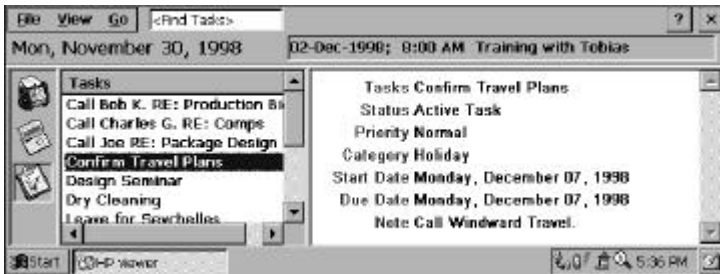 File View Go <Find Tasks> ? ×
Mon, November 30, 1998 02-Dec-1998; 8:00 AM Training with Tobias
Tasks
Call Bob K. RE: Production
Call Charles G. RE: Comps
Call Joe RE: Package Design
Confirm Travel Plans
Design Seminar
Dry Cleaning
Leave for Seychelles
Tasks Confirm Travel Plans
Status Active Task
Priority Normal
Category Holiday
Start Date Monday, December 07, 1998
Due Date Monday, December 07, 1998
Note Call Windward Travel.
Start HP Viewer 5:36 PM